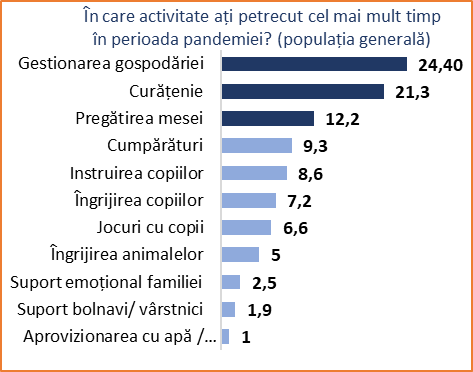 În care activitate ați petrecut cel mai mult timp
în perioada pandemiei? (populația generală)
Gestionarea gospodăriei 24,40
Curățenie 21,3
Pregătirea mesei 12,2
Cumpărături 9,3
Instruirea copiilor 8,6
Îngrijirea copiilor 7,2
Jocuri cu copii 6,6
Îngrijirea animalelor 5
Suport emoțional familiei 2,5
Suport bolnavi/ vârstnici 1,9
Aprovizionarea cu apă /... 1